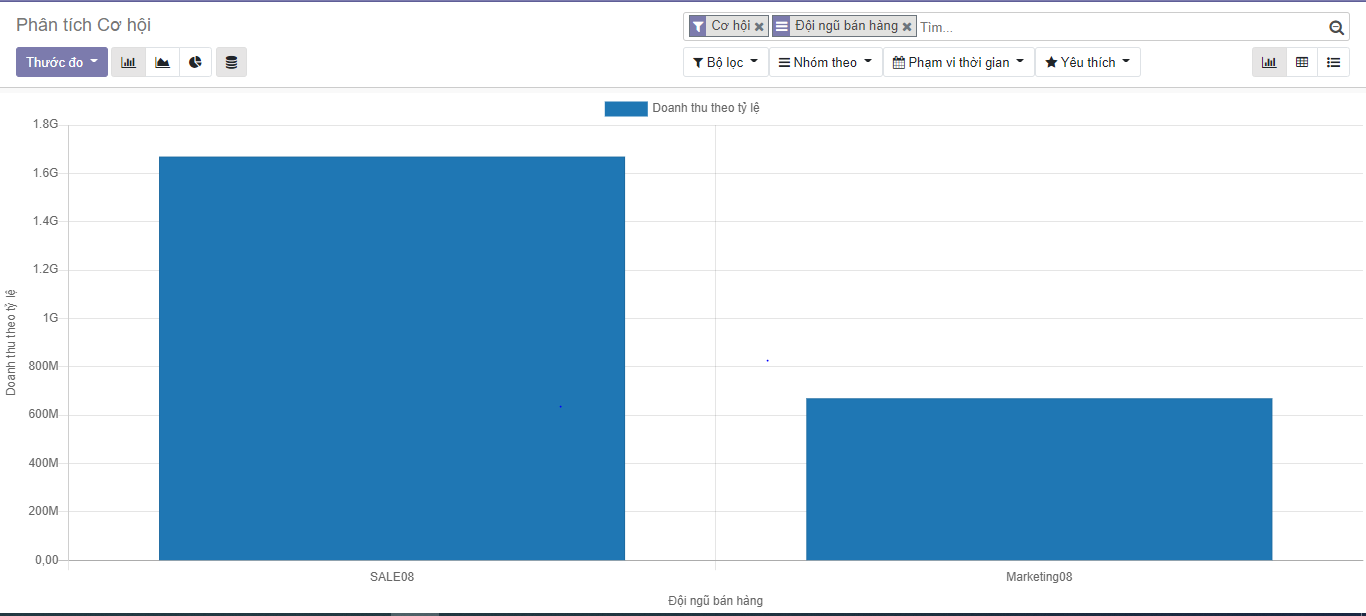 Phân tích Cơ hội
Cơ hội Đội ngũ bán hàng Tìm...
Thước đo Bộ lọc Nhóm theo Phạm vi thời gian Yêu thích
Doanh thu theo tỷ lệ
1.8G
1.6G
1.4G
1.2G
1G
800M
600M
400M
200M
0,00
Doanh thu theo tỷ lệ
SALE08 Marketing08
Đội ngũ bán hàng